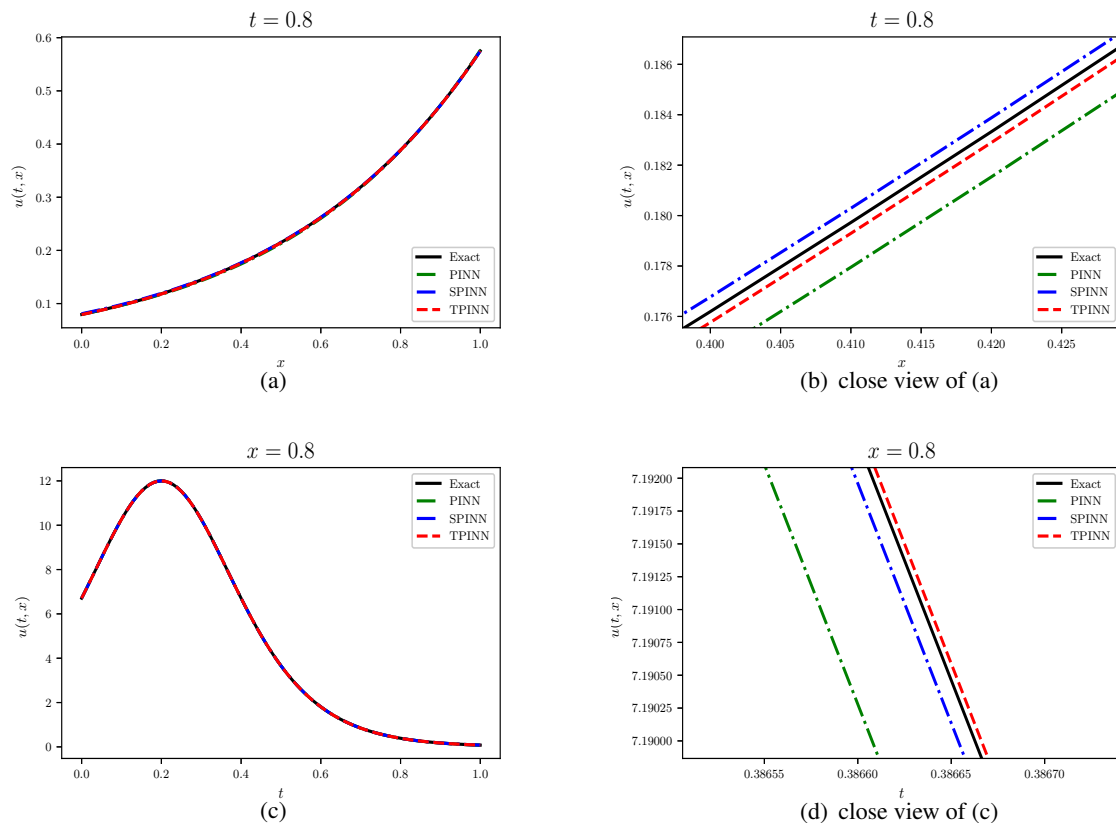 t = 0.8
0.6
0.5
0.4
0.3
0.2
0.1
u(t, x)
Exact
PINN
SPINN
TPINN
0.0 0.2 0.4 0.6 0.8 1.0
x
(a)
t = 0.8
0.186
0.184
0.182
0.180
0.178
0.176
u(t, x)
Exact
PINN
SPINN
TPINN
0.400 0.405 0.410 0.415 0.420 0.425
x
(b) close view of (a)
x = 0.8
12
10
8
6
4
2
0
u(t, x)
Exact
PINN
SPINN
TPINN
0.0 0.2 0.4 0.6 0.8 1.0
t
(c)
x = 0.8
7.19200
7.19175
7.19150
7.19125
7.19100
7.19075
7.19050
7.19025
7.19000
u(t, x)
Exact
PINN
SPINN
TPINN
0.38655 0.38660 0.38665 0.38670
t
(d) close view of (c)